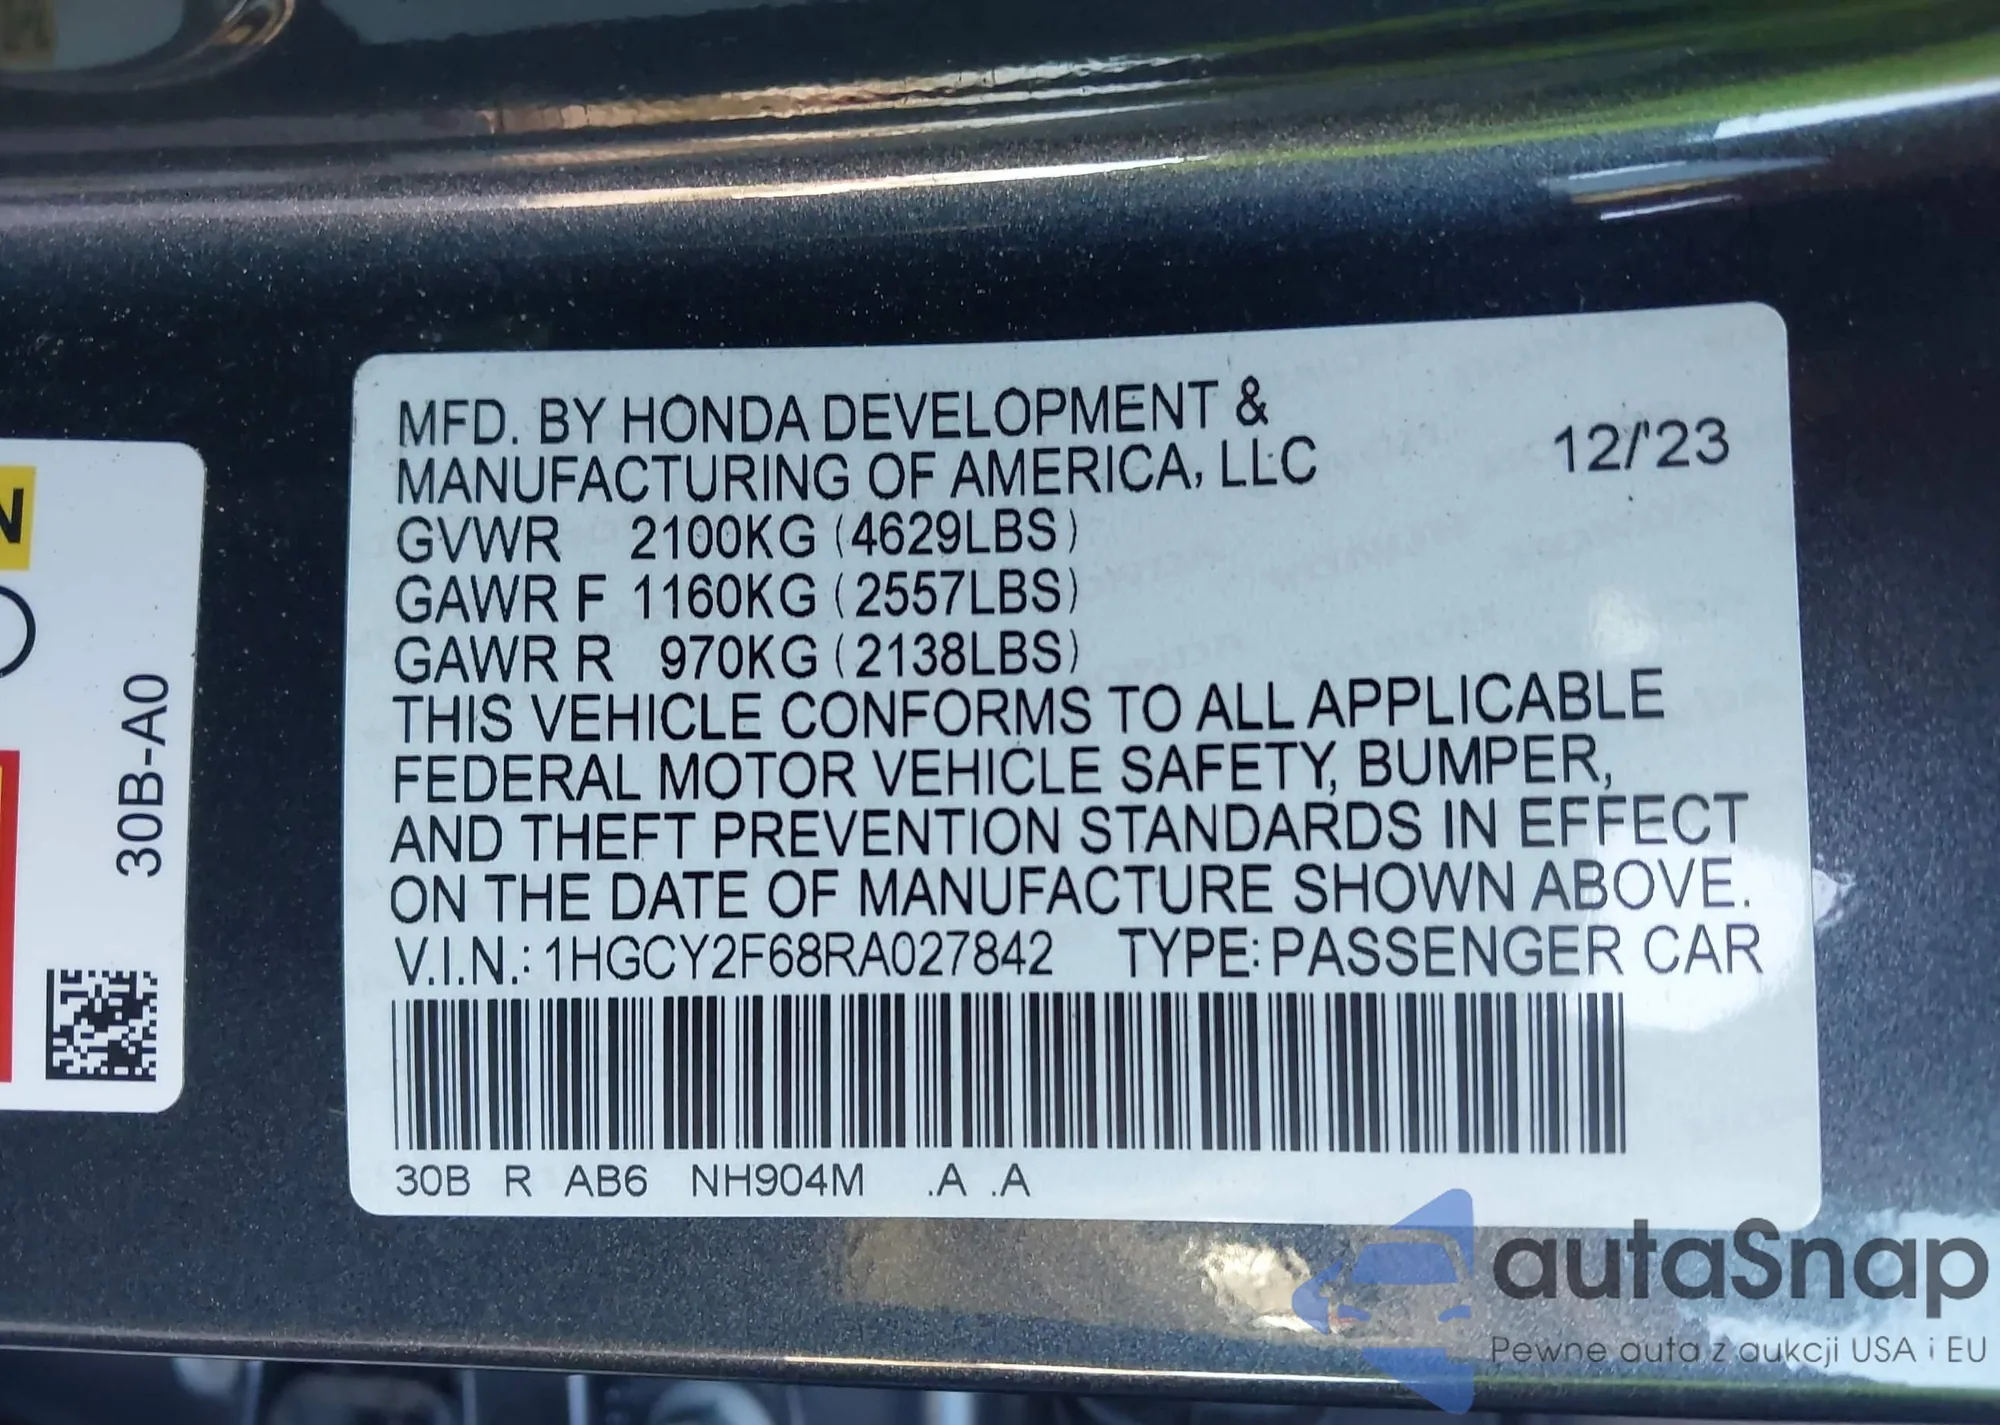 N
30B-A0
MFD. BY HONDA DEVELOPMENT &
MANUFACTURING OF AMERICA, LLC
12/'23
GVWR 2100KG (4629LBS)
GAWR F 1160KG (2557LBS)
GAWR R 970KG (2138LBS)
THIS VEHICLE CONFORMS TO ALL APPLICABLE
FEDERAL MOTOR VEHICLE SAFETY, BUMPER,
AND THEFT PREVENTION STANDARDS IN EFFECT
ON THE DATE OF MANUFACTURE SHOWN ABOVE.
V.I.N.: 1HGCY2F68RA027842 TYPE: PASSENGER CAR
30B R AB6 NH904M .A .A
autaSnap
Pewne auta z aukcji USA i EU